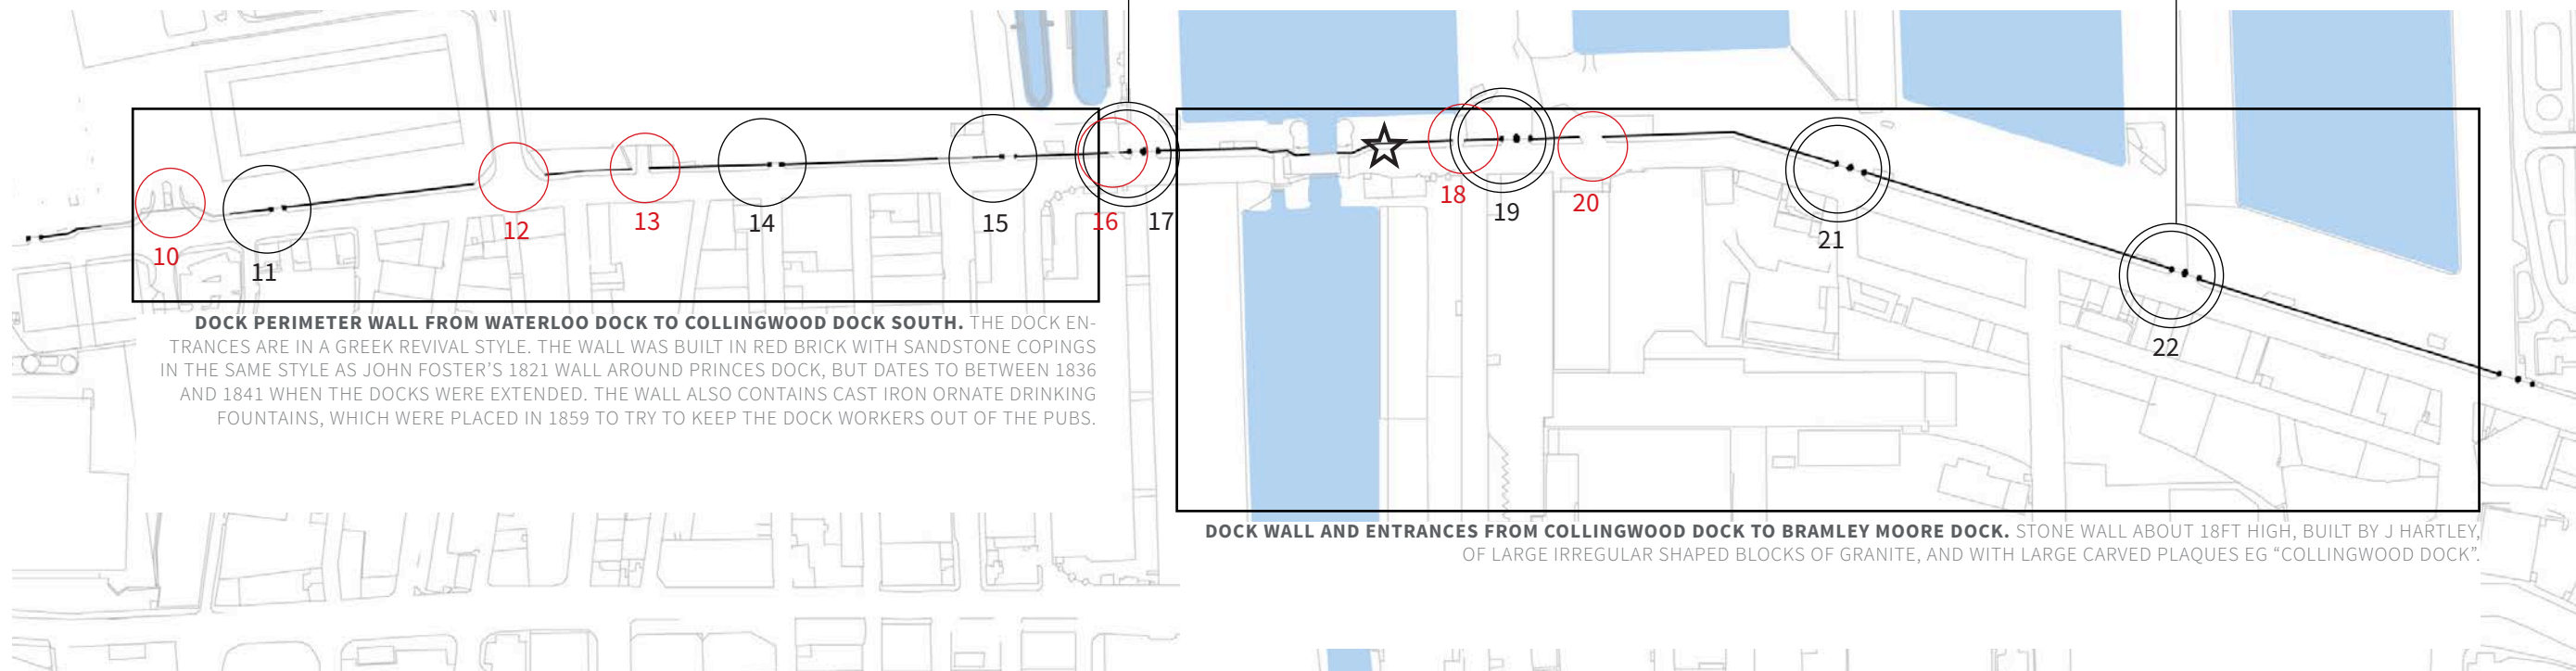 10
11
12
13
14
15
16
17
18
19
20
21
22
DOCK PERIMETER WALL FROM WATERLOO DOCK TO COLLINGWOOD DOCK SOUTH. THE DOCK EN-
TRANCES ARE IN A GREEK REVIVAL STYLE. THE WALL WAS BUILT IN RED BRICK WITH SANDSTONE COPINGS
IN THE SAME STYLE AS JOHN FOSTER’S 1821 WALL AROUND PRINCES DOCK, BUT DATES TO BETWEEN 1836
AND 1841 WHEN THE DOCKS WERE EXTENDED. THE WALL ALSO CONTAINS CAST IRON ORNATE DRINKING
FOUNTAINS, WHICH WERE PLACED IN 1859 TO TRY TO KEEP THE DOCK WORKERS OUT OF THE PUBS.
DOCK WALL AND ENTRANCES FROM COLLINGWOOD DOCK TO BRAMLEY MOORE DOCK. STONE WALL ABOUT 18FT HIGH, BUILT BY J HARTLEY,
OF LARGE IRREGULAR SHAPED BLOCKS OF GRANITE, AND WITH LARGE CARVED PLAQUES EG “COLLINGWOOD DOCK”.